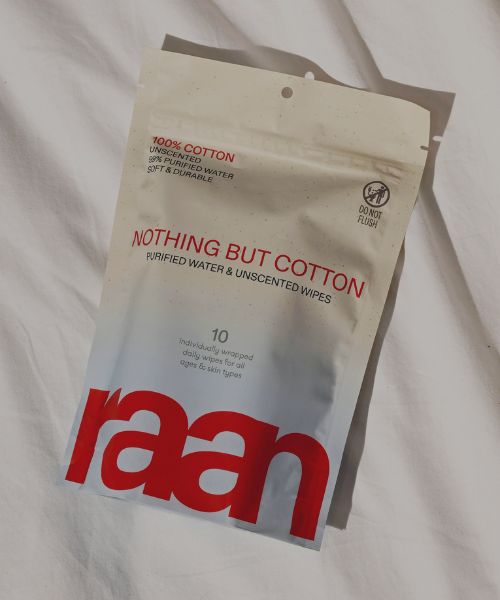 100% COTTON
UNSCENTED
99% PURIFIED WATER
SOFT & DURABLE
DO NOT
FLUSH
NOTHING BUT COTTON
PURIFIED WATER & UNSCENTED WIPES
10
individually wrapped
daily wipes for all
ages & skin types
raan